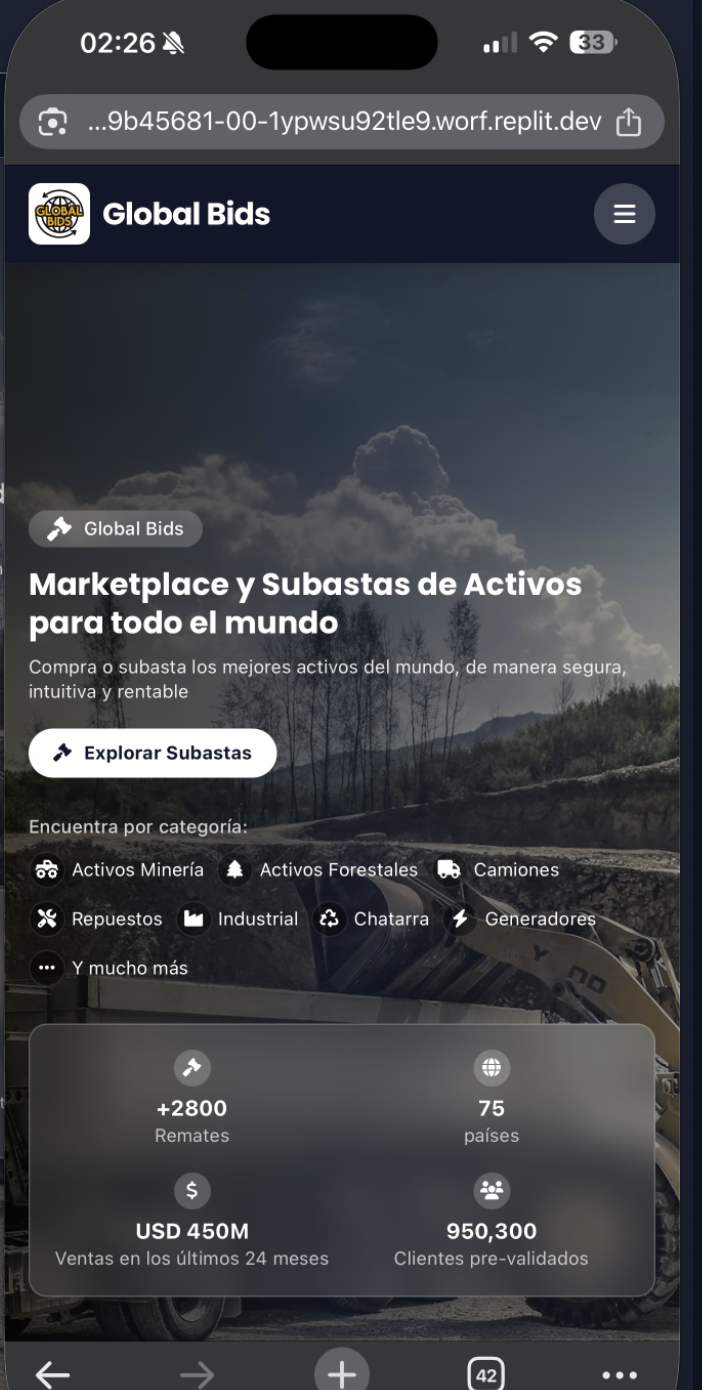 02:26
33
...9b45681-00-1ypwsu92tle9.worf.replit.dev
GLOBAL
BIDS
Global Bids
Global Bids
Marketplace y Subastas de Activos
para todo el mundo
Compra o subasta los mejores activos del mundo, de manera segura,
intuitiva y rentable
Explorar Subastas
Encuentra por categoría:
Activos Minería Activos Forestales Camiones
Repuestos Industrial Chatarra Generadores
Y mucho más
+2800 75
Remates países
USD 450M 950,300
Ventas en los últimos 24 meses Clientes pre-validados
42